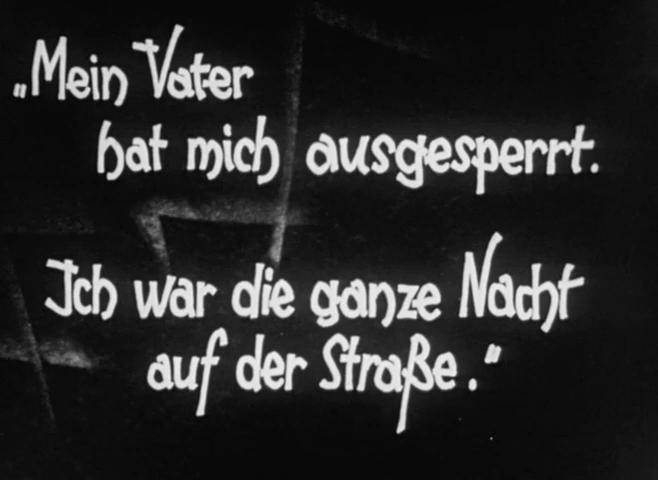 „Mein Vater
hat mich ausgesperrt.
Ich war die ganze Nacht
auf der Straße.“